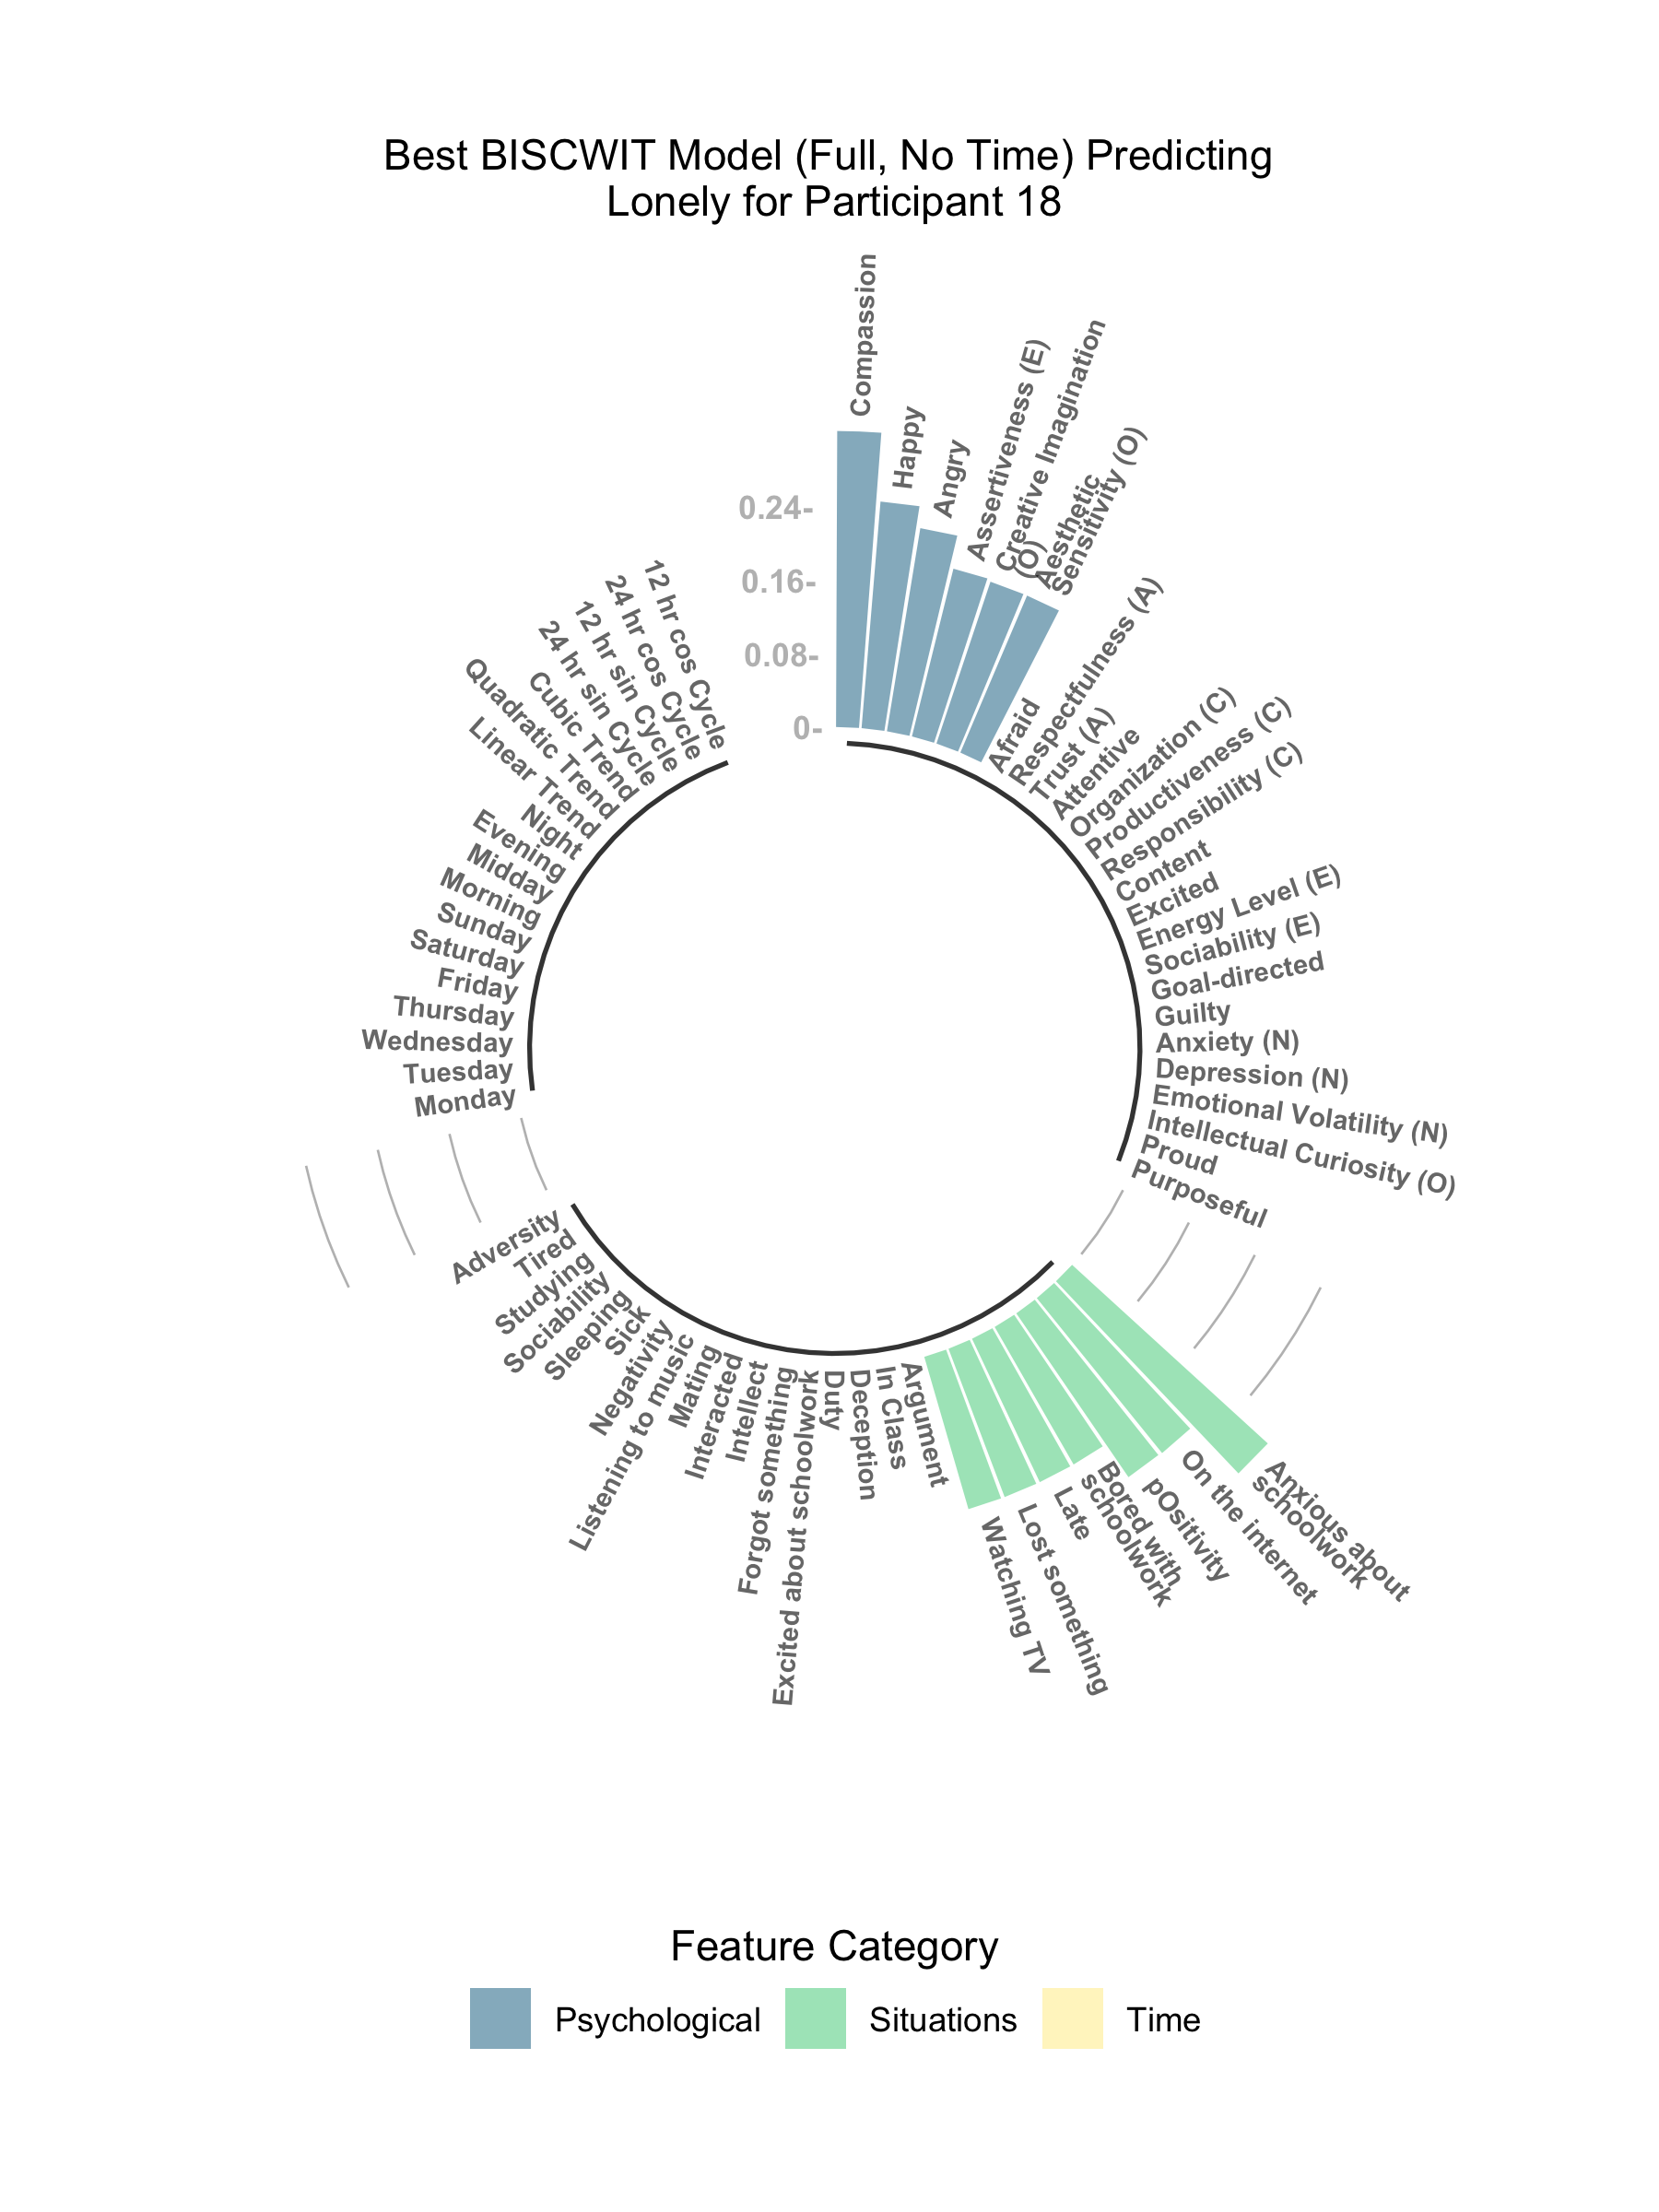 Best BISCWIT Model (Full, No Time) Predicting
Lonely for Participant 18
0.24-
0.16-
0.08-
0-
Compassion
Happy
Angry
Assertiveness (E)
Creative Imagination
(O)
Aesthetic
Sensitivity (O)
Afraid
Respectfulness (A)
Trust (A)
Attentive
Organization (C)
Productiveness (C)
Responsibility (C)
Content
Excited
Energy Level (E)
Sociability (E)
Goal-directed
Guilty
Anxiety (N)
Depression (N)
Emotional Volatility (N)
Intellectual Curiosity (O)
Proud
Purposeful
Anxious about
schoolwork
On the internet
pOsitivity
Bored with
schoolwork
Late
Lost something
Watching TV
Argument
In Class
Deception
Duty
Excited about schoolwork
Forgot something
Intellect
Interacted
Mating
Listening to music
Negativity
Sick
Sleeping
Sociability
Studying
Tired
Adversity
Monday
Tuesday
Wednesday
Thursday
Friday
Saturday
Sunday
Morning
Midday
Evening
Night
Linear Trend
Quadratic Trend
Cubic Trend
24 hr sin Cycle
12 hr sin Cycle
24 hr cos Cycle
12 hr cos Cycle
Feature Category
Psychological
Situations
Time